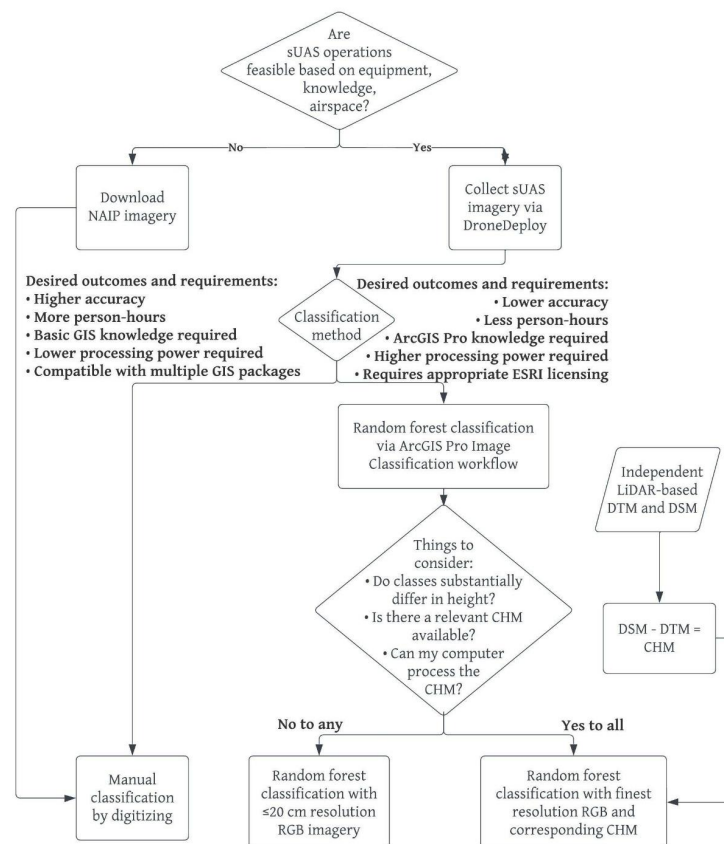 Are
sUAS operations
feasible based on equipment,
knowledge,
airspace?
No
Yes
Download
NAIP imagery
Collect sUAS
imagery via
DroneDeploy
Desired outcomes and requirements:
• Higher accuracy
• More person-hours
• Basic GIS knowledge required
• Lower processing power required
• Compatible with multiple GIS packages
Classification
method
Desired outcomes and requirements:
• Lower accuracy
• Less person-hours
• ArcGIS Pro knowledge required
• Higher processing power required
• Requires appropriate ESRI licensing
Random forest classification
via ArcGIS Pro Image
Classification workflow
Independent
LiDAR-based
DTM and DSM
Things to
consider:
• Do classes substantially
differ in height?
• Is there a relevant CHM
available?
• Can my computer
process the
CHM?
DSM - DTM =
CHM
No to any
Yes to all
Manual
classification
by digitizing
Random forest
classification with
≤20 cm resolution
RGB imagery
Random forest
classification with finest
resolution RGB and
corresponding CHM